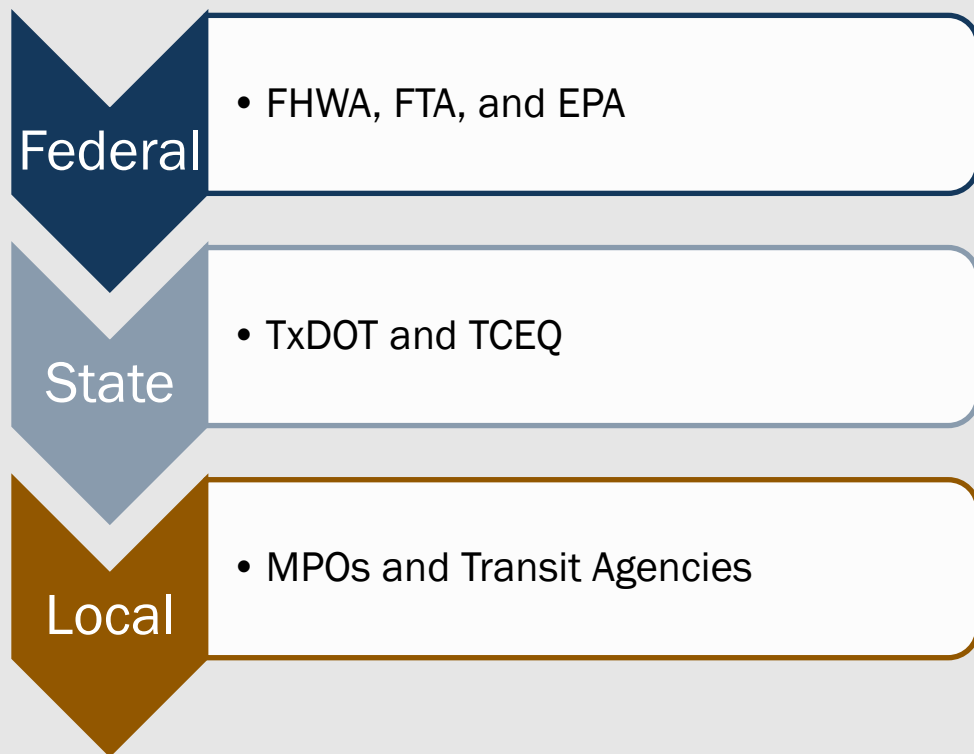 Federal
• FHWA, FTA, and EPA
State
• TxDOT and TCEQ
Local
• MPOs and Transit Agencies